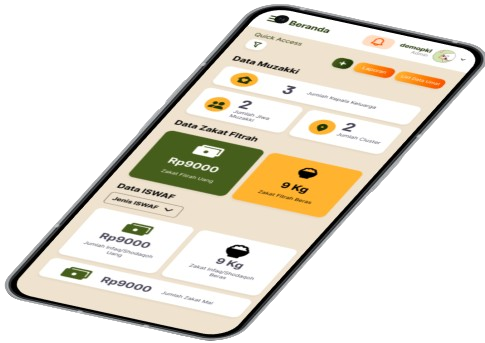 Beranda
demopkl
Admin
Quick Access
+
Laporan
Data Muzakki
3
Jumlah Kepala Keluarga
2
Jumlah Jiwa
Muzakki
2
Jumlah Cluster
Data Zakat Fitrah
Rp9000
Zakat Fitrah Uang
9 Kg
Zakat Fitrah Beras
Data ISWAF
Jenis ISWAF
Rp9000
Jumlah Infaq/Shodaqoh
Uang
9 Kg
Zakat Infaq/Shodaqoh
Beras
Rp9000
Jumlah Zakat Mal